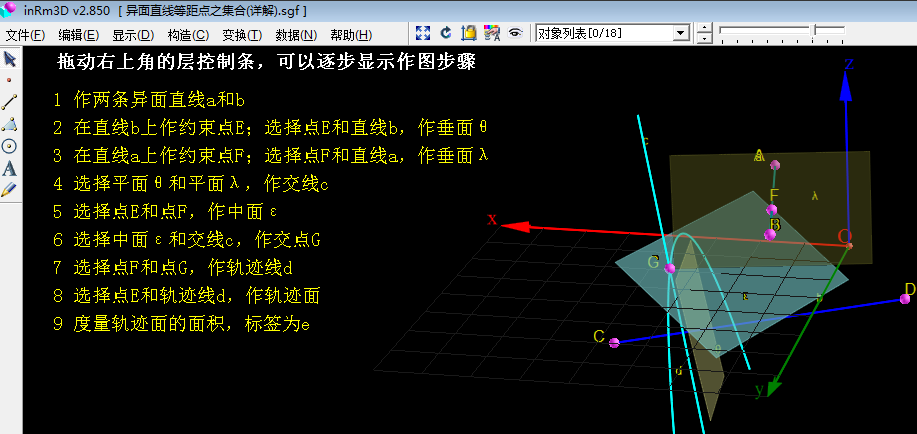 inRm3D v2.850 [ 异面直线等距点之集合(详解).sgf ]
文件(F) 编辑(E) 显示(D) 构造(C) 变换(T) 数据(N) 帮助(H)
对象列表[0/18]
A
拖动右上角的层控制条，可以逐步显示作图步骤
1 作两条异面直线a和b
2 在直线b上作约束点E；选择点E和直线b，作垂面θ
3 在直线a上作约束点F；选择点F和直线a，作垂面λ
4 选择平面θ和平面λ，作交线c
5 选择点E和点F，作中面ε
6 选择中面ε和交线c，作交点G
7 选择点F和点G，作轨迹线d
8 选择点E和轨迹线d，作轨迹面
9 度量轨迹面的面积，标签为e
z
c
A
F
λ
x
B
O
G
D
C
d
y